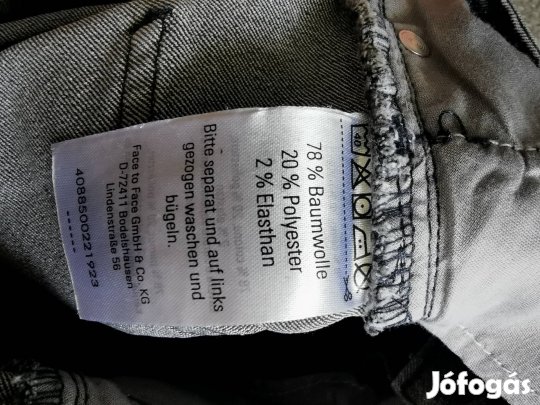 40
78 % Baumwolle
20 % Polyester
2 % Elasthan
Bitte separat und auf links
gezogen waschen und
bügeln.
Face to Face GmbH & Co. KG
D-72411 Bodelshausen
Lindenstraße 56
4088500221923
Jófogás